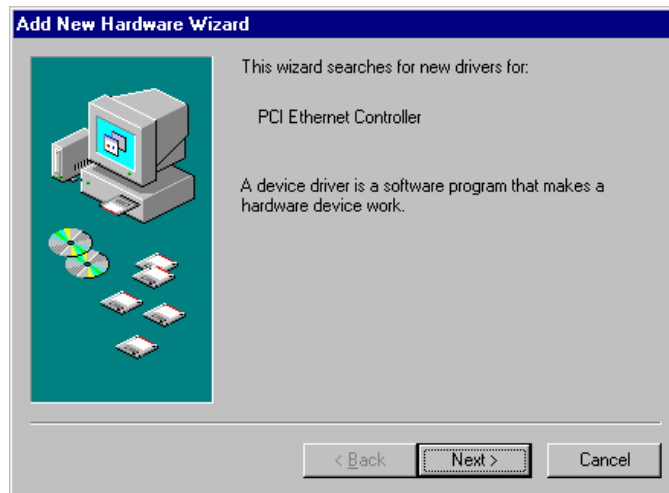 Add New Hardware Wizard
This wizard searches for new drivers for:
PCI Ethernet Controller
A device driver is a software program that makes a
hardware device work.
< Back
Next >
Cancel